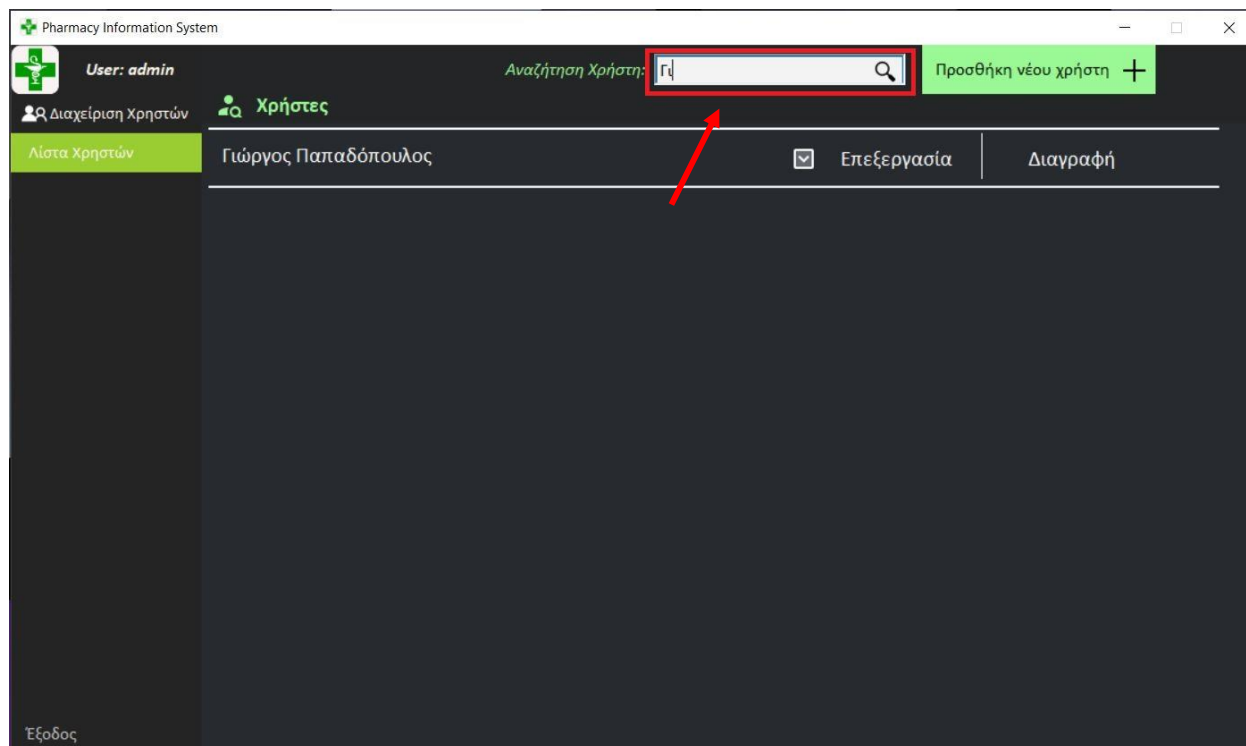 Pharmacy Information System
User: admin
Αναζήτηση Χρήστη: Γι
Προσθήκη νέου χρήστη
Διαχείριση Χρηστών
Χρήστες
Λίστα Χρηστών
Γιώργος Παπαδόπουλος Επεξεργασία Διαγραφή
Έξοδος